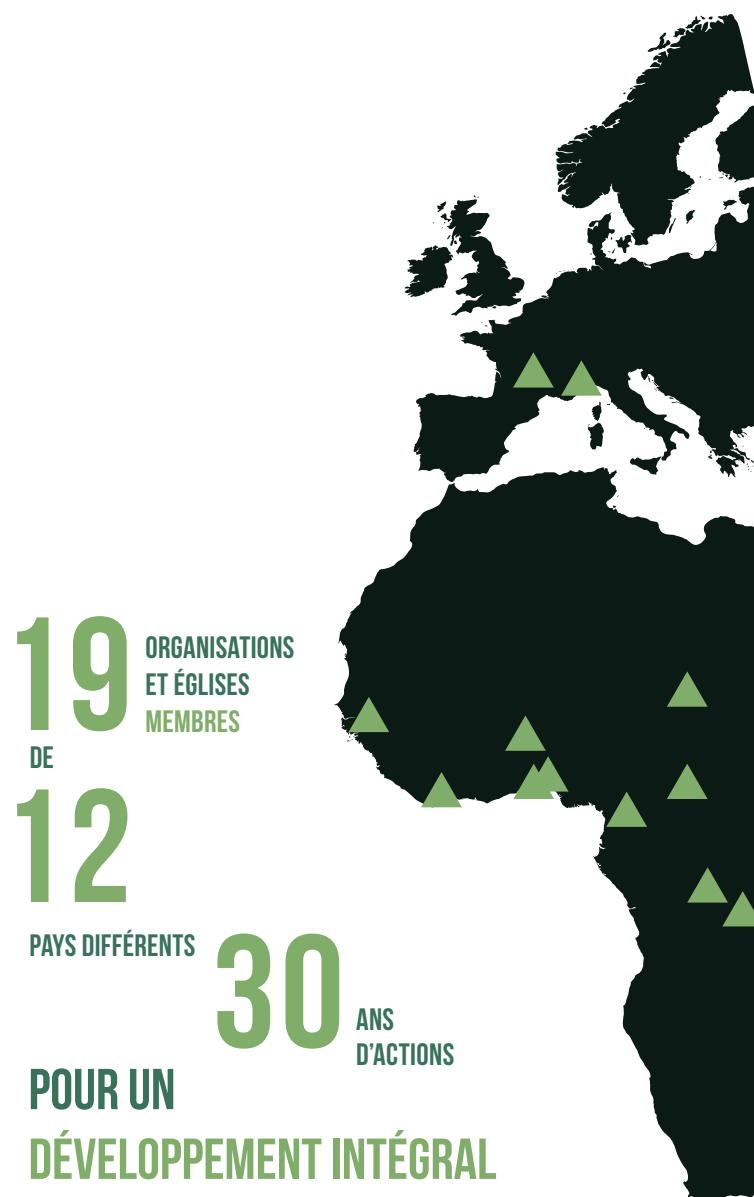 19
ORGANISATIONS
ET ÉGLISES
MEMBRES
DE
12
PAYS DIFFÉRENTS
30
ANS
D'ACTIONS
POUR UN
DÉVELOPPEMENT INTÉGRAL